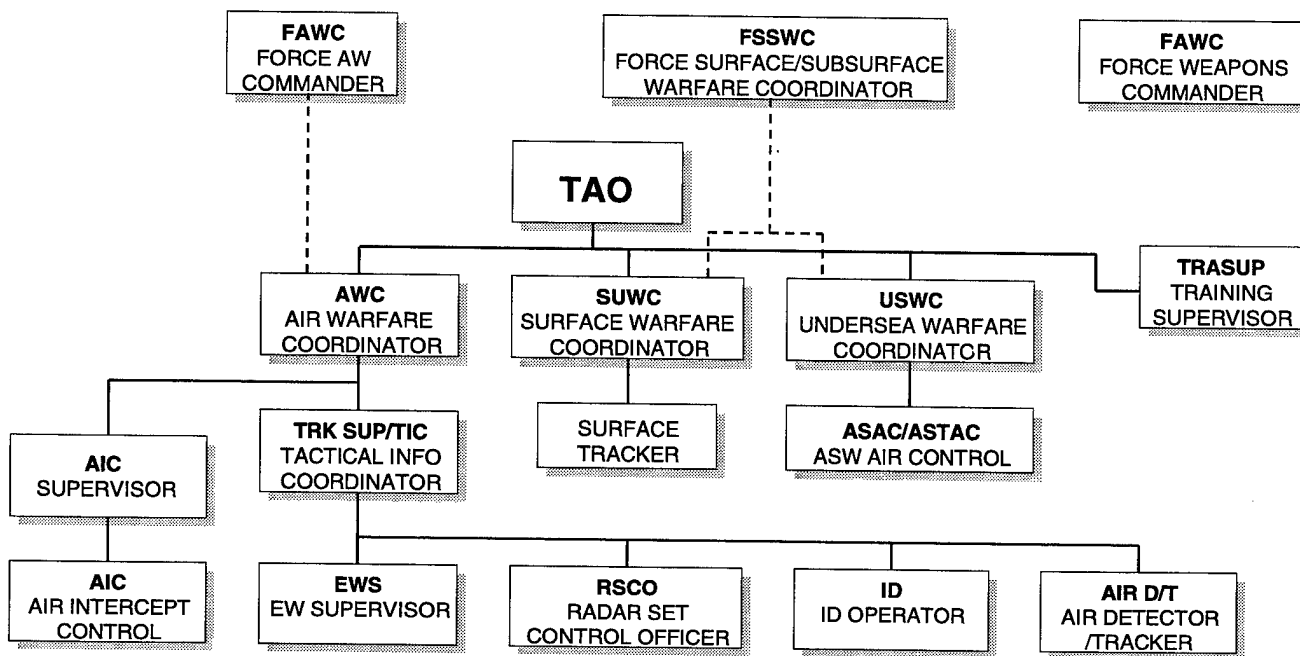 FAWC
FORCE AW
COMMANDER
FSSWC
FORCE SURFACE/SUBSURFACE
WARFARE COORDINATOR
FAWC
FORCE WEAPONS
COMMANDER
TAO
AWC
AIR WARFARE
COORDINATOR
SUWC
SURFACE WARFARE
COORDINATOR
USWC
UNDERSEA WARFARE
COORDINATOR
TRASUP
TRAINING
SUPERVISOR
AIC
SUPERVISOR
TRK SUP/TIC
TACTICAL INFO
COORDINATOR
SURFACE
TRACKER
ASAC/ASTAC
ASW AIR CONTROL
AIC
AIR INTERCEPT
CONTROL
EWS
EW SUPERVISOR
RSCO
RADAR SET
CONTROL OFFICER
ID
ID OPERATOR
AIR D/T
AIR DETECTOR
/TRACKER